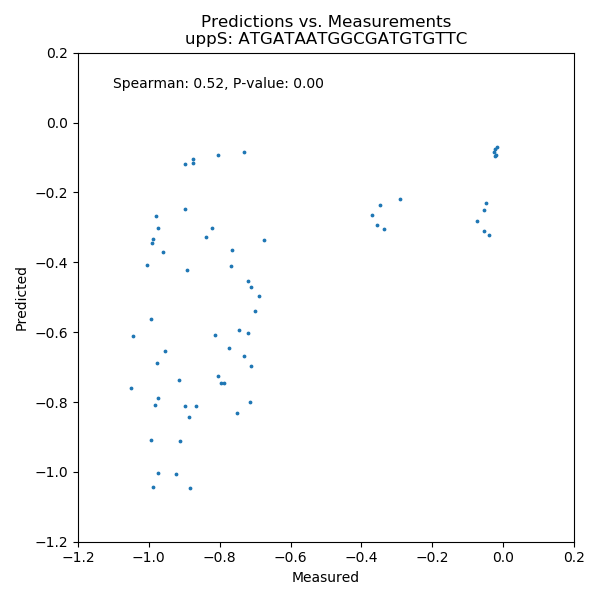 Predictions vs. Measurements
uppS: ATGATAATGGCGATGTGTTC
0.2
Spearman: 0.52, P-value: 0.00
0.0
−0.2
−0.4
Predicted
−0.6
−0.8
−1.0
−1.2
−1.2 −1.0 −0.8 −0.6 −0.4 −0.2 0.0 0.2
Measured